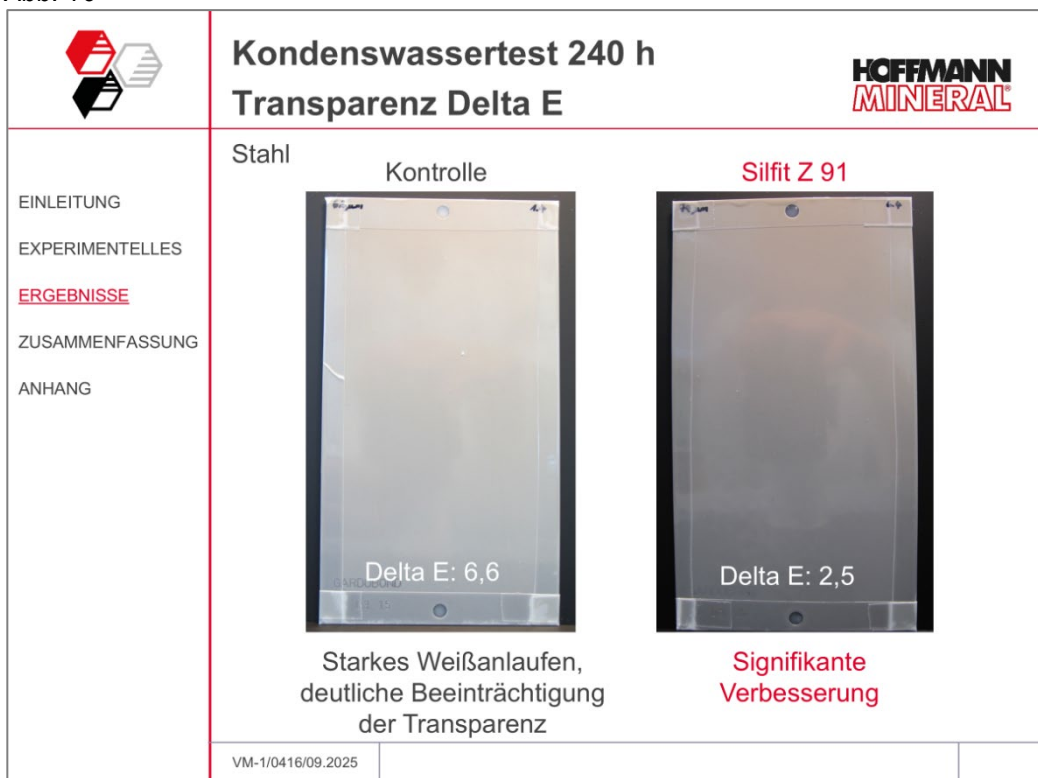 Kondenswassertest 240 h
Transparenz Delta E
HOFFMANN
MINERAL®
EINLEITUNG
EXPERIMENTELLES
ERGEBNISSE
ZUSAMMENFASSUNG
ANHANG
Stahl
Kontrolle
Silfit Z 91
GARDOBOND
Delta E: 6,6
Delta E: 2,5
Starkes Weißanlaufen,
deutliche Beeinträchtigung
der Transparenz
Signifikante
Verbesserung
VM-1/0416/09.2025